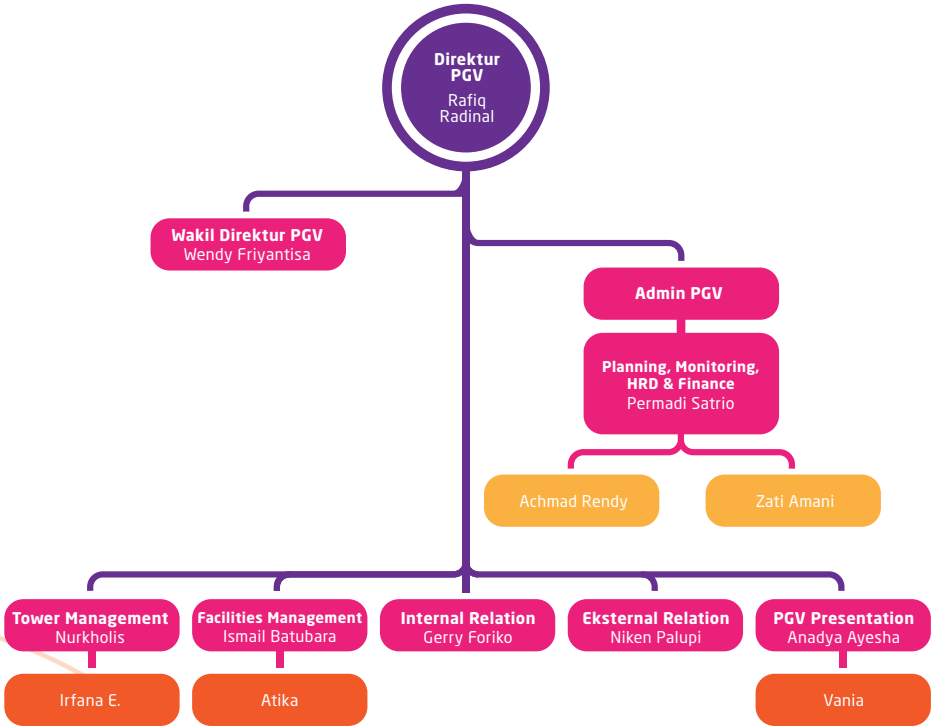 Direktur
PGV
Rafiq
Radinal
Wakil Direktur PGV
Wendy Friyantisa
Admin PGV
Planning, Monitoring,
HRD & Finance
Permadi Satrio
Achmad Rendy
Zati Amani
Tower Management
Nurkholis
Facilities Management
Ismail Batubara
Internal Relation
Gerry Foriko
Eksternal Relation
Niken Palupi
PGV Presentation
Anadya Ayesha
Irfana E.
Atika
Vania